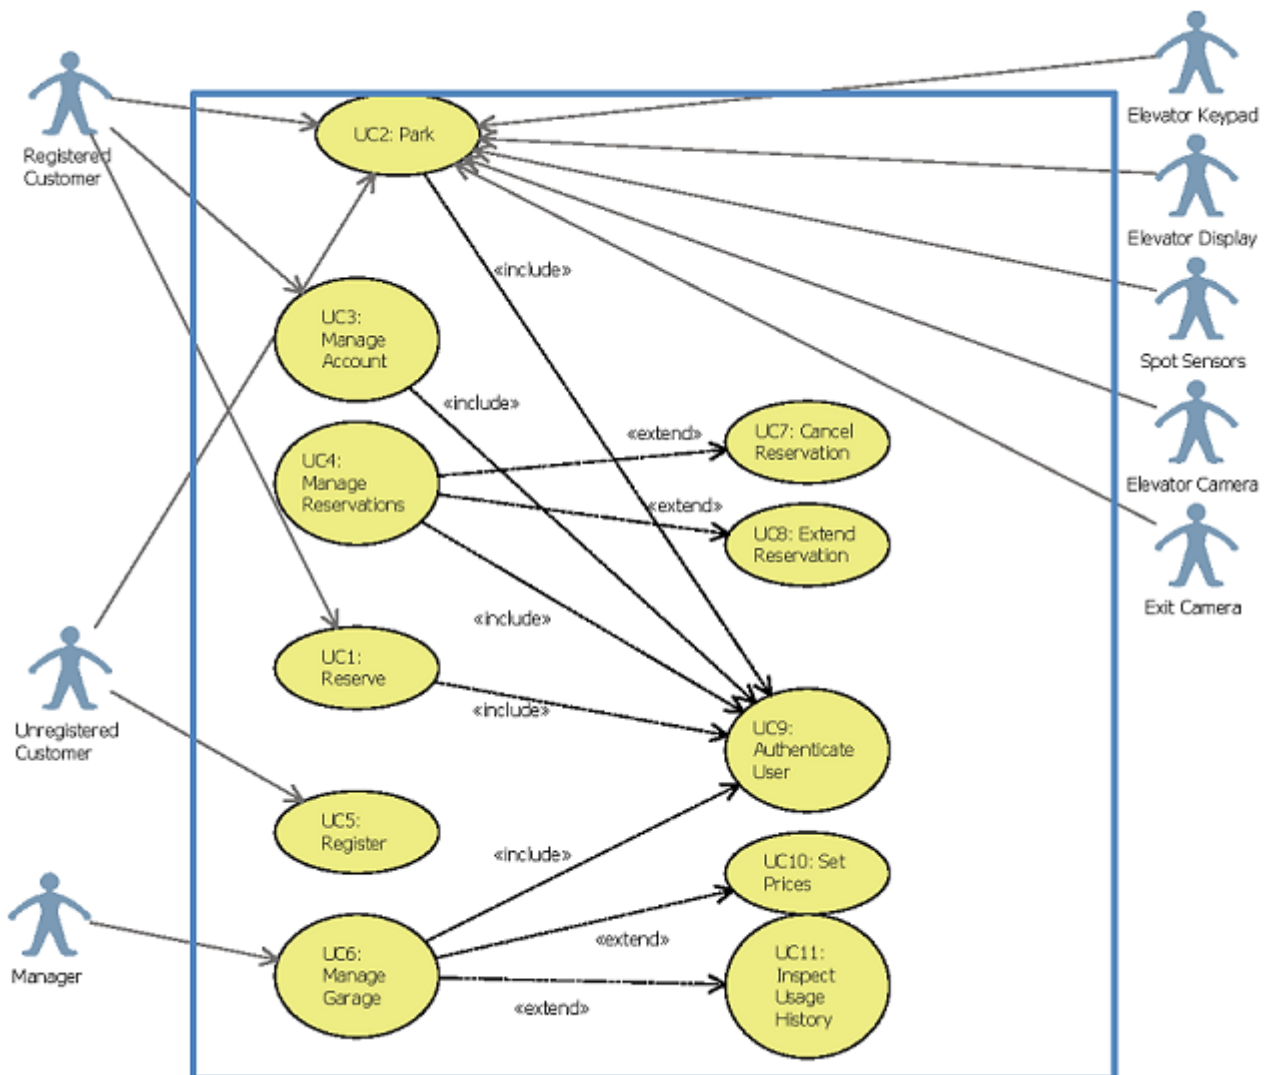 Elevator Keypad
UC2: Park
Registered
Customer
Elevator Display
«include»
UC3:
Manage
Account
Spot Sensors
«include»
«extend»
UC7: Cancel
Reservation
UC4:
Manage
Reservations
Elevator Camera
«extend»
UC8: Extend
Reservation
Exit Camera
«include»
UC1:
Reserve
«include»
Unregistered
Customer
UC9:
Authenticate
User
UC5:
Register
«include»
UC10: Set
Prices
Manager
«extend»
UC6:
Manage
Garage
UC11:
Inspect
Usage
History
«extend»